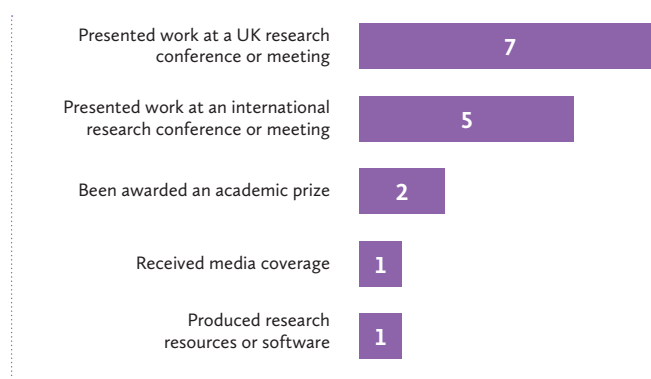 Presented work at a UK research
conference or meeting
7
Presented work at an international
research conference or meeting
5
Been awarded an academic prize
2
Received media coverage
1
Produced research
resources or software
1